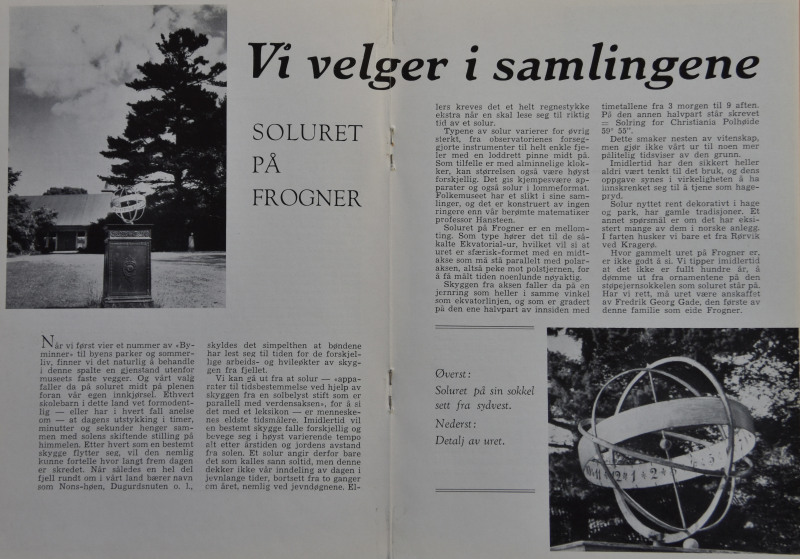 Vi velger i samlingene
SOLURET
PÅ
FROGNER
Når vi først vier et nummer av «By-
minner» til byens parker og sommer-
liv, finner vi det naturlig å behandle
i denne spalte en gjenstand utenfor
museets faste vegger. Og vårt valg
faller da på soluret midt på plenen
foran vår egen innkjørsel. Ethvert
skolebarn i dette land vet formodent-
lig — eller har i hvert fall anelse
om — at dagens utstykking i timer,
minutter og sekunder henger sam-
men med solens skiftende stilling på
himmelen. Etter hvert som en bestemt
skygge flytter seg, vil den nemlig
kunne fortelle hvor langt frem dagen
er skredet. Når således en hel del
fjell rundt om i vårt land bærer navn
som Nons-høen, Dugurdsnuten o. l.,
skyldes det simpelthen at bøndene
har lest seg til tiden for de forskjel-
lige arbeids- og hviløkter av skyg-
gen fra fjellet.
Vi kan gå ut fra at solur — «appa-
rater til tidsbestemmelse ved hjelp av
skyggen fra en solbelyst stift som er
parallell med verdensaksen», for å si
det med et leksikon — er menneske-
nes eldste tidsmålere. Imidlertid vil
en bestemt skygge falle forskjellig og
bevege seg i høyst varierende tempo
alt etter årstiden og jordens avstand
fra solen. Et solur angir derfor bare
det som kalles sann soltid, men denne
dekker ikke vår inndeling av dagen i
jevnlange tider, bortsett fra to ganger
om året, nemlig ved jevndøgnene. El-
lers kreves det et helt regnestykke
ekstra når en skal lese seg til riktig
tid av et solur.
Typene av solur varierer for øvrig
sterkt, fra observatorienes forseg-
gjorte instrumenter til helt enkle fje-
ler med en loddrett pinne midt på.
Som tilfelle er med alminnelige klok-
ker, kan størrelsen også være høyst
forskjellig. Det gis kjempesvære ap-
parater og også solur i lommeformat.
Folkemuseet har et slikt i sine sam-
linger, og det er konstruert av ingen
ringere enn vår berømte matematiker
professor Hansteen.
Soluret på Frogner er en mellom-
ting. Som type hører det til de så-
kalte Ekvatorial-ur, hvilket vil si at
uret er sfærisk-formet med en midt-
akse som må stå parallelt med polar-
aksen, altså peke mot polstjernen, for
å få målt tiden noenlunde nøyaktig.
Skyggen fra aksen faller da på en
jernring som heller i samme vinkel
som ekvatorlinjen, og som er gradert
på den ene halvpart av innsiden med
timetallene fra 3 morgen til 9 aften.
På den annen halvpart står skrevet
= Solring for Christiania Polhøide
59° 55".
Dette smaker nesten av vitenskap,
men gjør ikke vårt ur til noen mer
pålitelig tidsviser av den grunn.
Imidlertid har den sikkert heller
aldri vært tenkt til det bruk, og dens
oppgave synes i virkeligheten å ha
innskrenket seg til å tjene som hage-
pryd.
Solur nyttet rent dekorativt i hage
og park, har gamle tradisjoner. Et
annet spørsmål er om det har eksi-
stert mange av dem i norske anlegg.
I farten husker vi bare et fra Rørvik
ved Kragerø.
Hvor gammelt uret på Frogner er,
er ikke godt å si. Vi tipper imidlertid
at det ikke er fullt hundre år, å
dømme ut fra ornamentene på den
støpejernsokkelen som soluret står på.
Har vi rett, må uret være anskaffet
av Fredrik Georg Gade, den første av
denne familie som eide Frogner.
Øverst:
Soluret på sin sokkel
sett fra sydvest.
Nederst:
Detalj av uret.